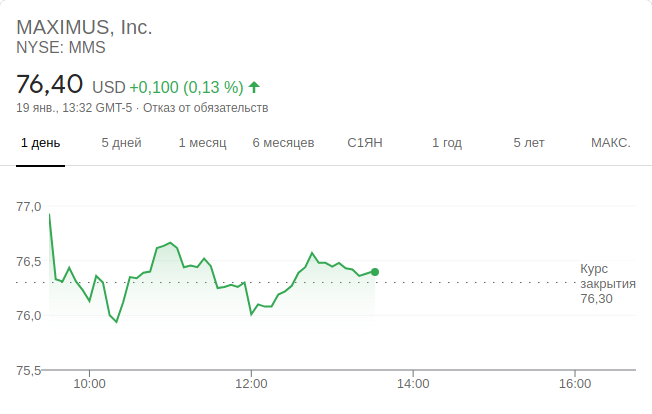 MAXIMUS, Inc.
NYSE: MMS
76,40 USD +0,100 (0,13 %)
19 янв., 13:32 GMT-5 · Отказ от обязательств
1 день 5 дней 1 месяц 6 месяцев С1ЯН 1 год 5 лет МАКС.
77,0
76,5
76,0
75,5
Курс
закрытия
76,30
10:00 12:00 14:00 16:00